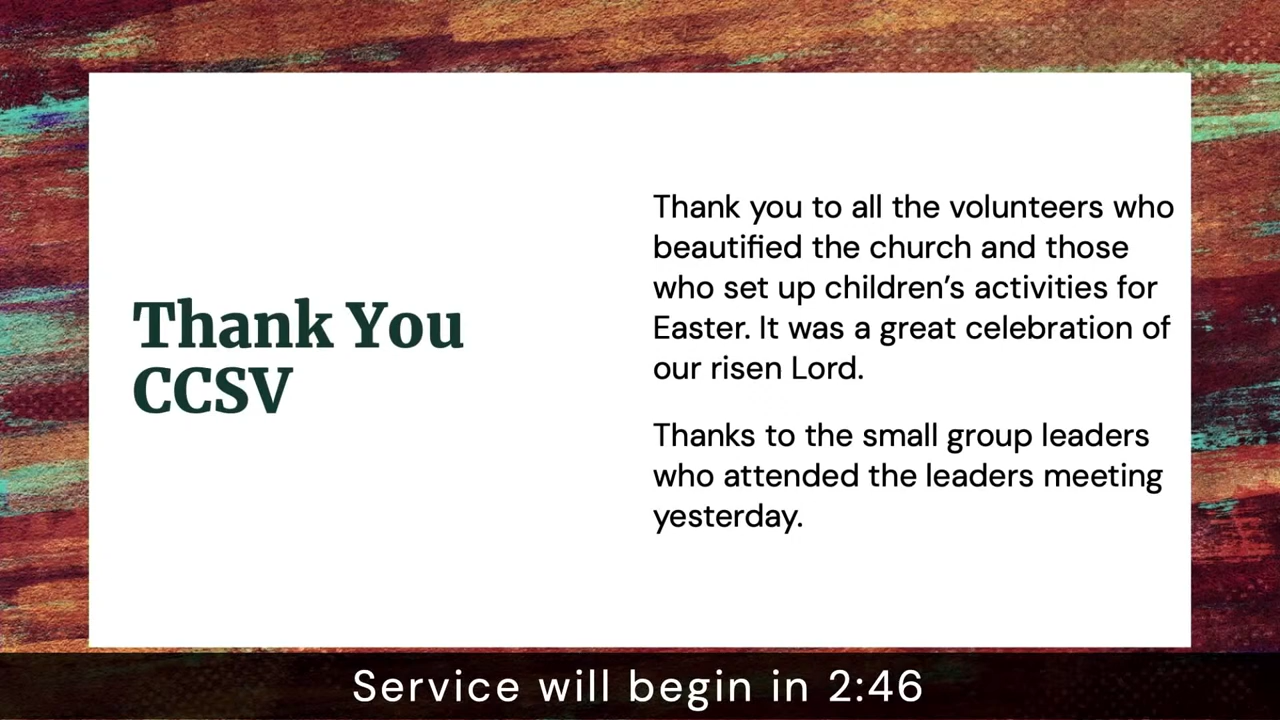 Thank You
CCSV
Thank you to all the volunteers who
beautified the church and those
who set up children’s activities for
Easter. It was a great celebration of
our risen Lord.
Thanks to the small group leaders
who attended the leaders meeting
yesterday.
Service will begin in 2:46